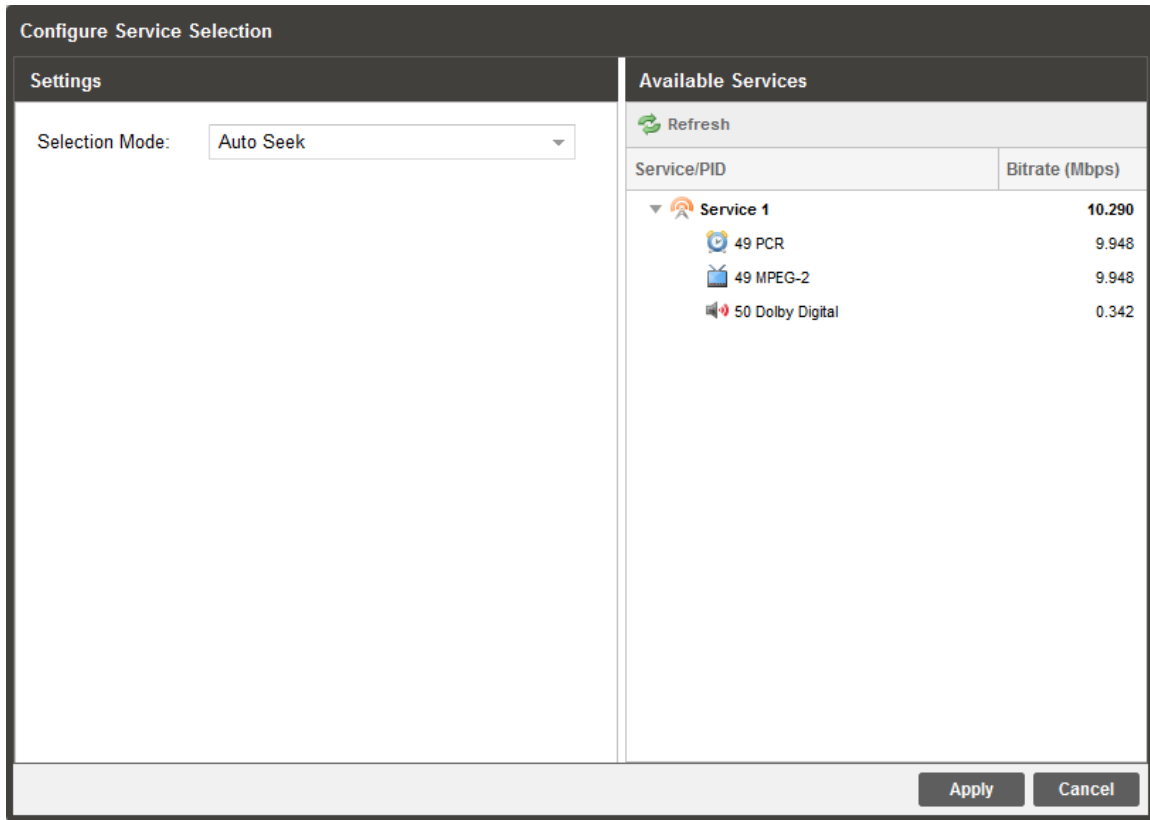 Configure Service Selection
Settings
Selection Mode: Auto Seek
Available Services
Refresh
Service/PID Bitrate (Mbps)
Service 1 10.290
49 PCR 9.948
49 MPEG-2 9.948
50 Dolby Digital 0.342
Apply Cancel